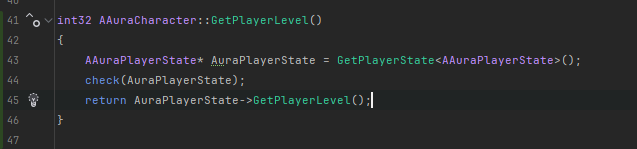 41 int32 AAuraCharacter::GetPlayerLevel()
42 {
43 AAuraPlayerState* AuraPlayerState = GetPlayerState<AAuraPlayerState>();
44 check(AuraPlayerState);
45 return AuraPlayerState->GetPlayerLevel();
46 }
47